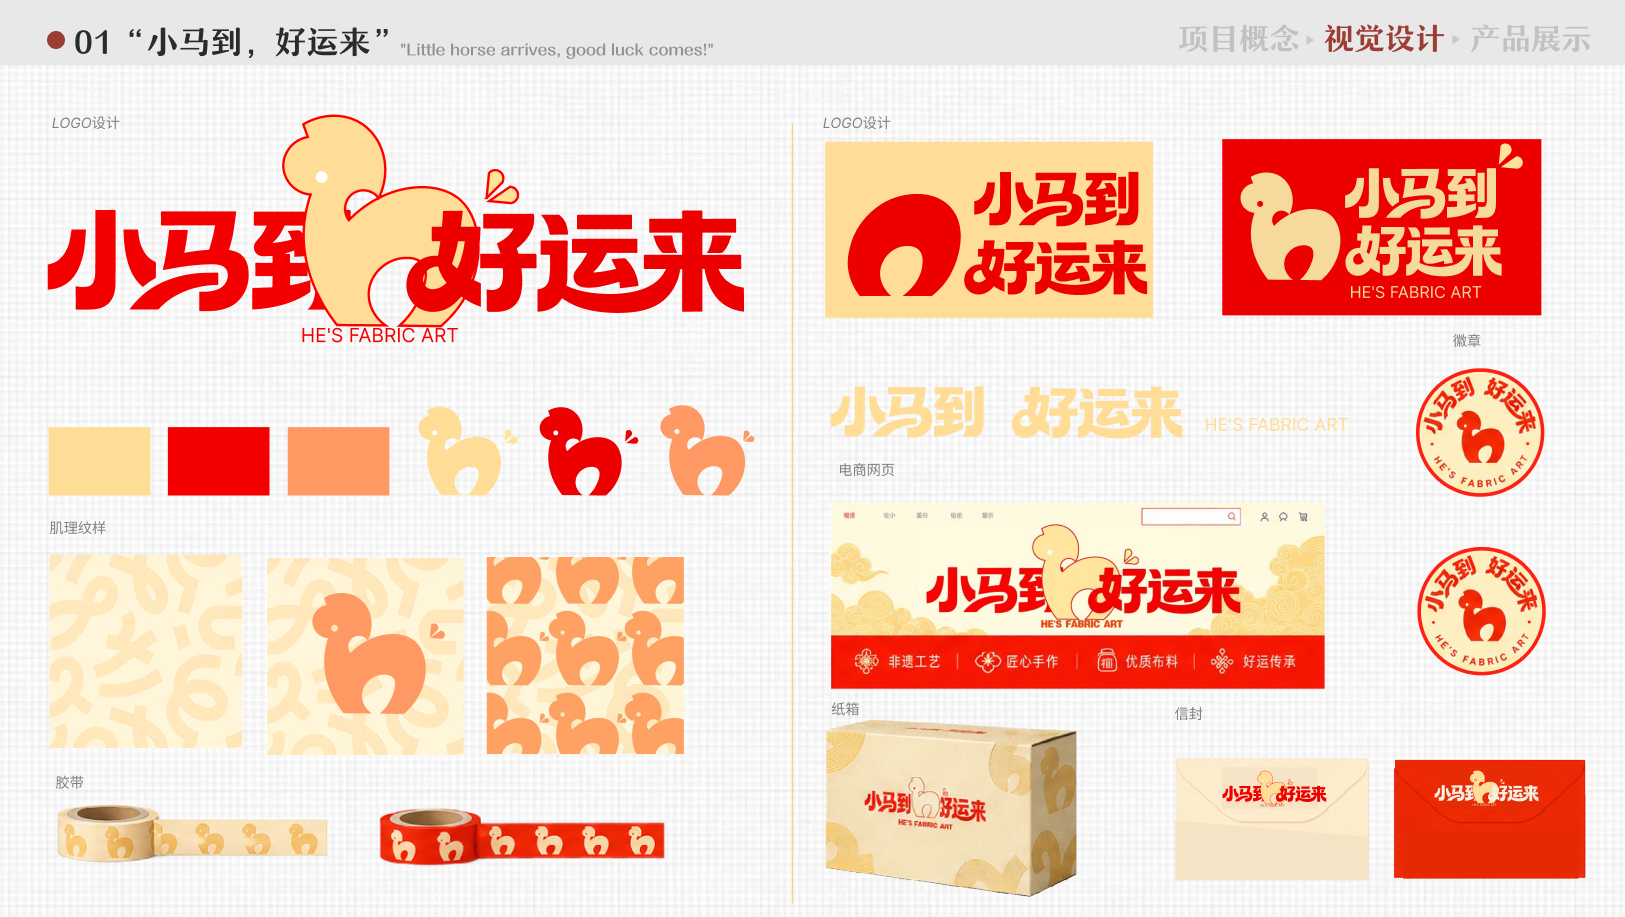 01 “小马到，好运来” "Little horse arrives, good luck comes!"
项目概念 视觉设计 产品展示
LOGO设计
小马到 好运来
HE'S FABRIC ART
肌理纹样
胶带
LOGO设计
小马到
好运来
小马到
好运来
HE'S FABRIC ART
徽章
小马到 好运来 HE'S FABRIC ART
电商网页
小马到 好运来
· HE'S FABRIC ART ·
小马到 好运来
HE'S FABRIC ART
非遗工艺 匠心手作 福 优质布料 好运传承
小马到 好运来
· HE'S FABRIC ART ·
纸箱
信封
小马到 好运来
HE'S FABRIC ART
小马到 好运来
小马到 好运来